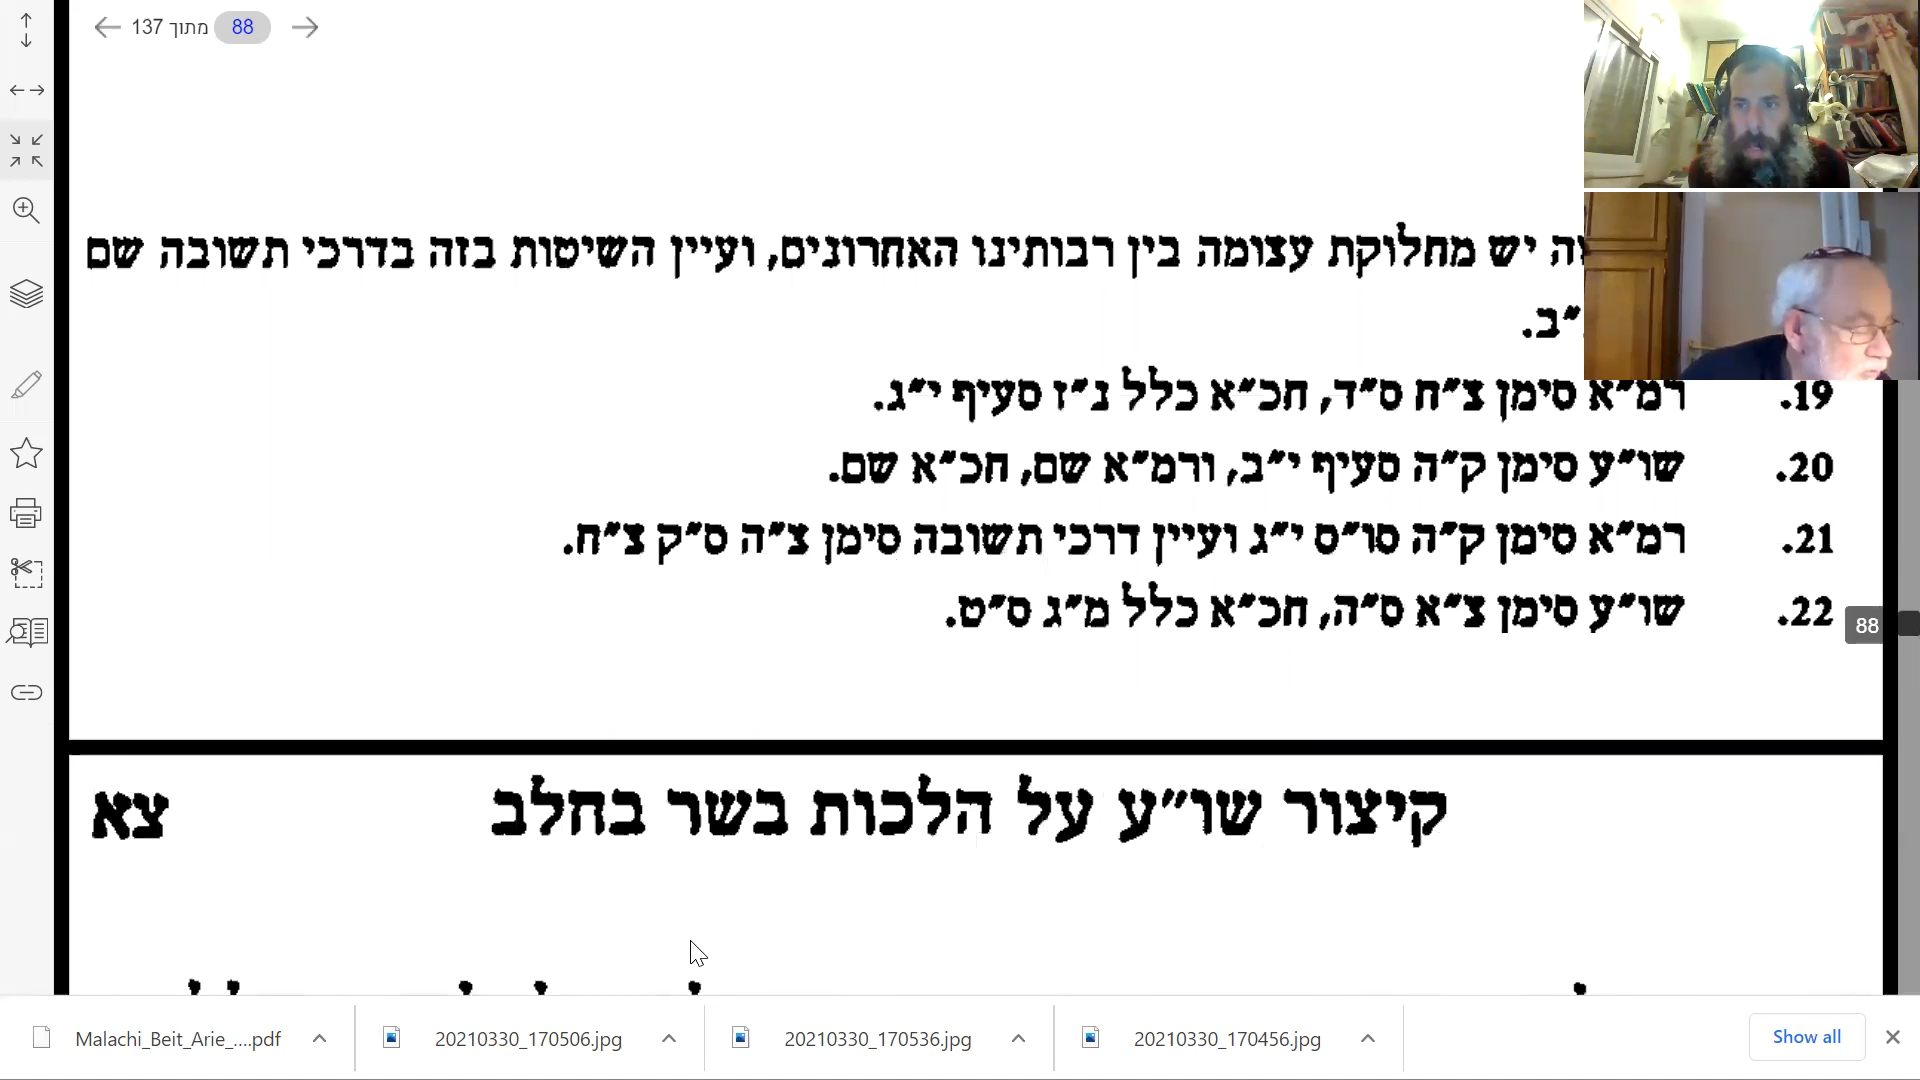 88 מתוך 137
יש מחלוקת עצומה בין רבותינו האחרונים, ועיין השיטות בזה בדרכי תשובה שם
19. רמ״א סימן צ״ח ס״ד, חכ״א כלל נ״ז סעיף י״ג.
20. שו״ע סימן ק״ה סעיף י״ב, ורמ״א שם, חכ״א שם.
21. רמ״א סימן ק״ה סו״ס י״ג ועיין דרכי תשובה סימן צ״ה ס״ק צ״ח.
22. שו״ע סימן צ״א ס״ה, חכ״א כלל מ״ג ס״ט.
88
קיצור שו״ע על הלכות בשר בחלב צא
Malachi_Beit_Arie_....pdf 20210330_170506.jpg 20210330_170536.jpg 20210330_170456.jpg Show all